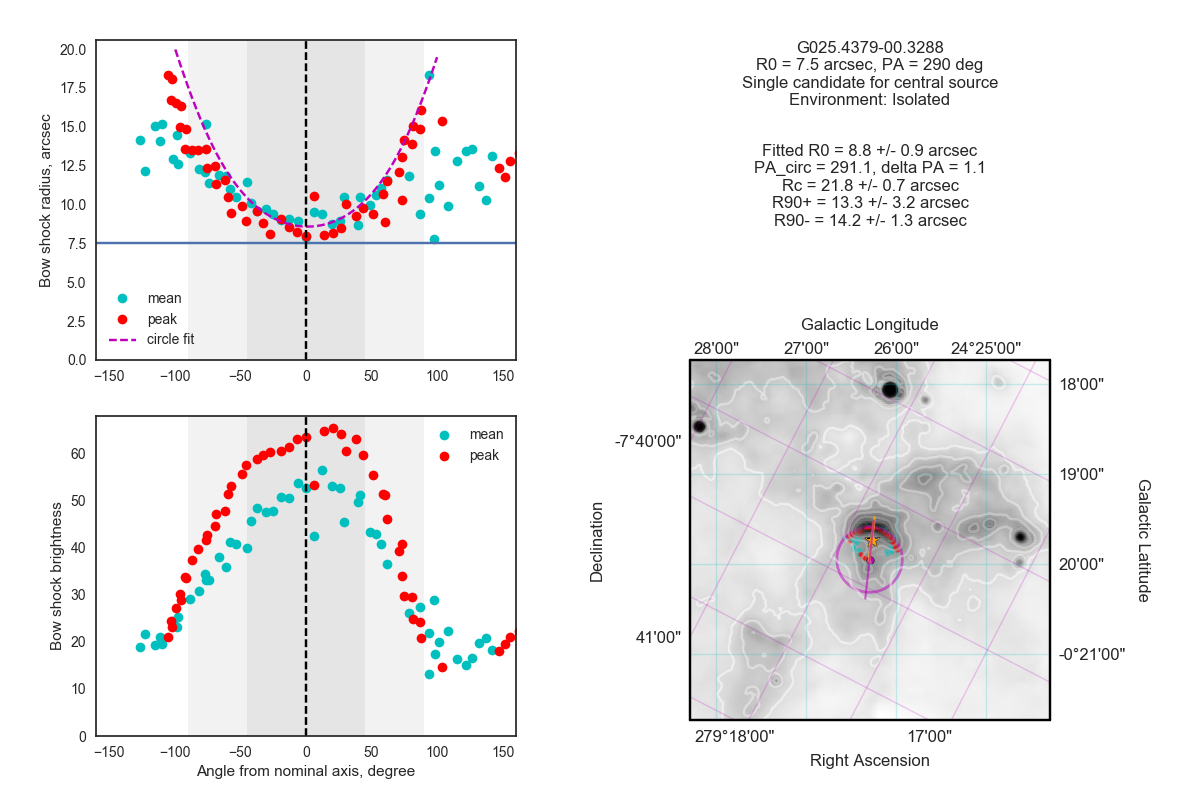 20.0
17.5
15.0
12.5
10.0
7.5
5.0
2.5
0.0
Bow shock radius, arcsec
mean
peak
circle fit
−150
−100
−50
0
50
100
150
60
50
40
30
20
10
0
Bow shock brightness
mean
peak
−150
−100
−50
0
50
100
150
Angle from nominal axis, degree
G025.4379-00.3288
R0 = 7.5 arcsec, PA = 290 deg
Single candidate for central source
Environment: Isolated
Fitted R0 = 8.8 +/- 0.9 arcsec
PA_circ = 291.1, delta PA = 1.1
Rc = 21.8 +/- 0.7 arcsec
R90+ = 13.3 +/- 3.2 arcsec
R90- = 14.2 +/- 1.3 arcsec
Galactic Longitude
28'00"
27'00"
26'00"
24°25'00"
18'00"
19'00"
20'00"
-0°21'00"
Galactic Latitude
-7°40'00"
41'00"
Declination
279°18'00"
17'00"
Right Ascension